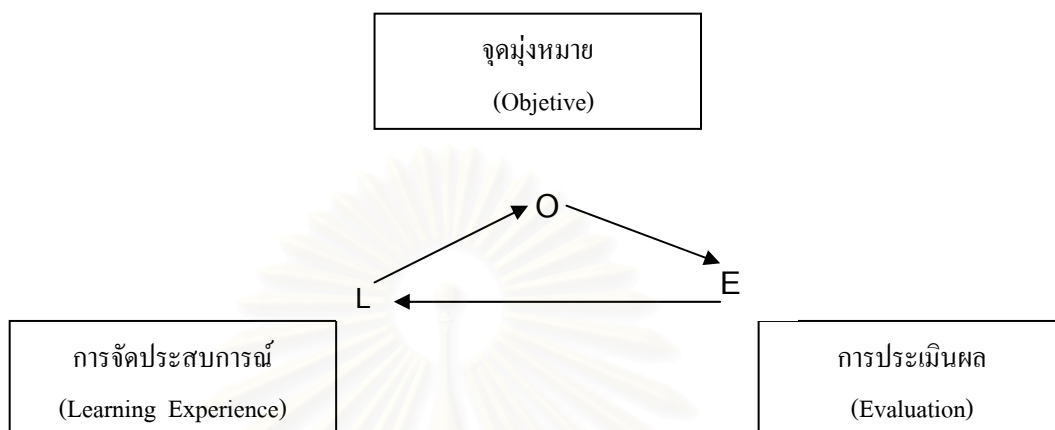 จุดมุ่งหมาย
(Objetive)
O
E
L
การจัดประสบการณ์
(Learning Experience)
การประเมินผล
(Evaluation)